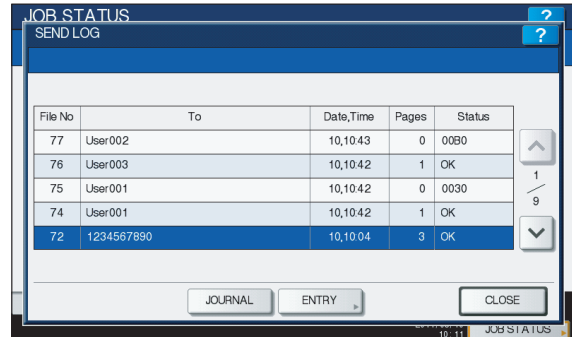 JOB STATUS ?
SEND LOG ?
File No To Date,Time Pages Status
77 User002 10,10:43 0 00B0
76 User003 10,10:42 1 OK
75 User001 10,10:42 0 0030
74 User001 10,10:42 1 OK
72 1234567890 10,10:04 3 OK
1
9
JOURNAL ENTRY CLOSE
10:11 JOB STATUS